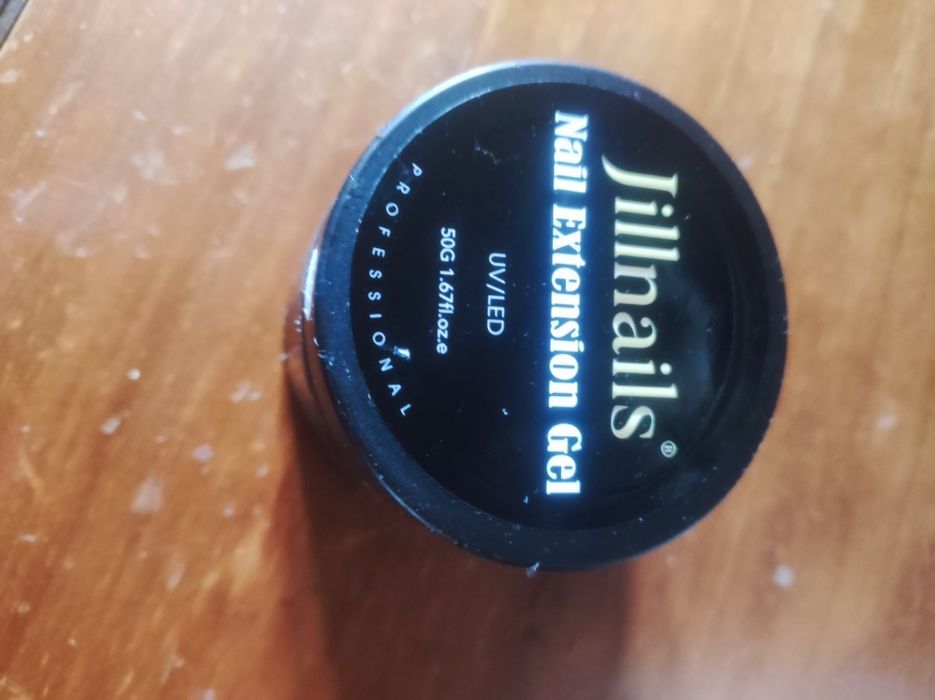 Jillnails®
Nail Extension Gel
UV/LED
50G 1.67fl.oz.e
PROFESSIONAL